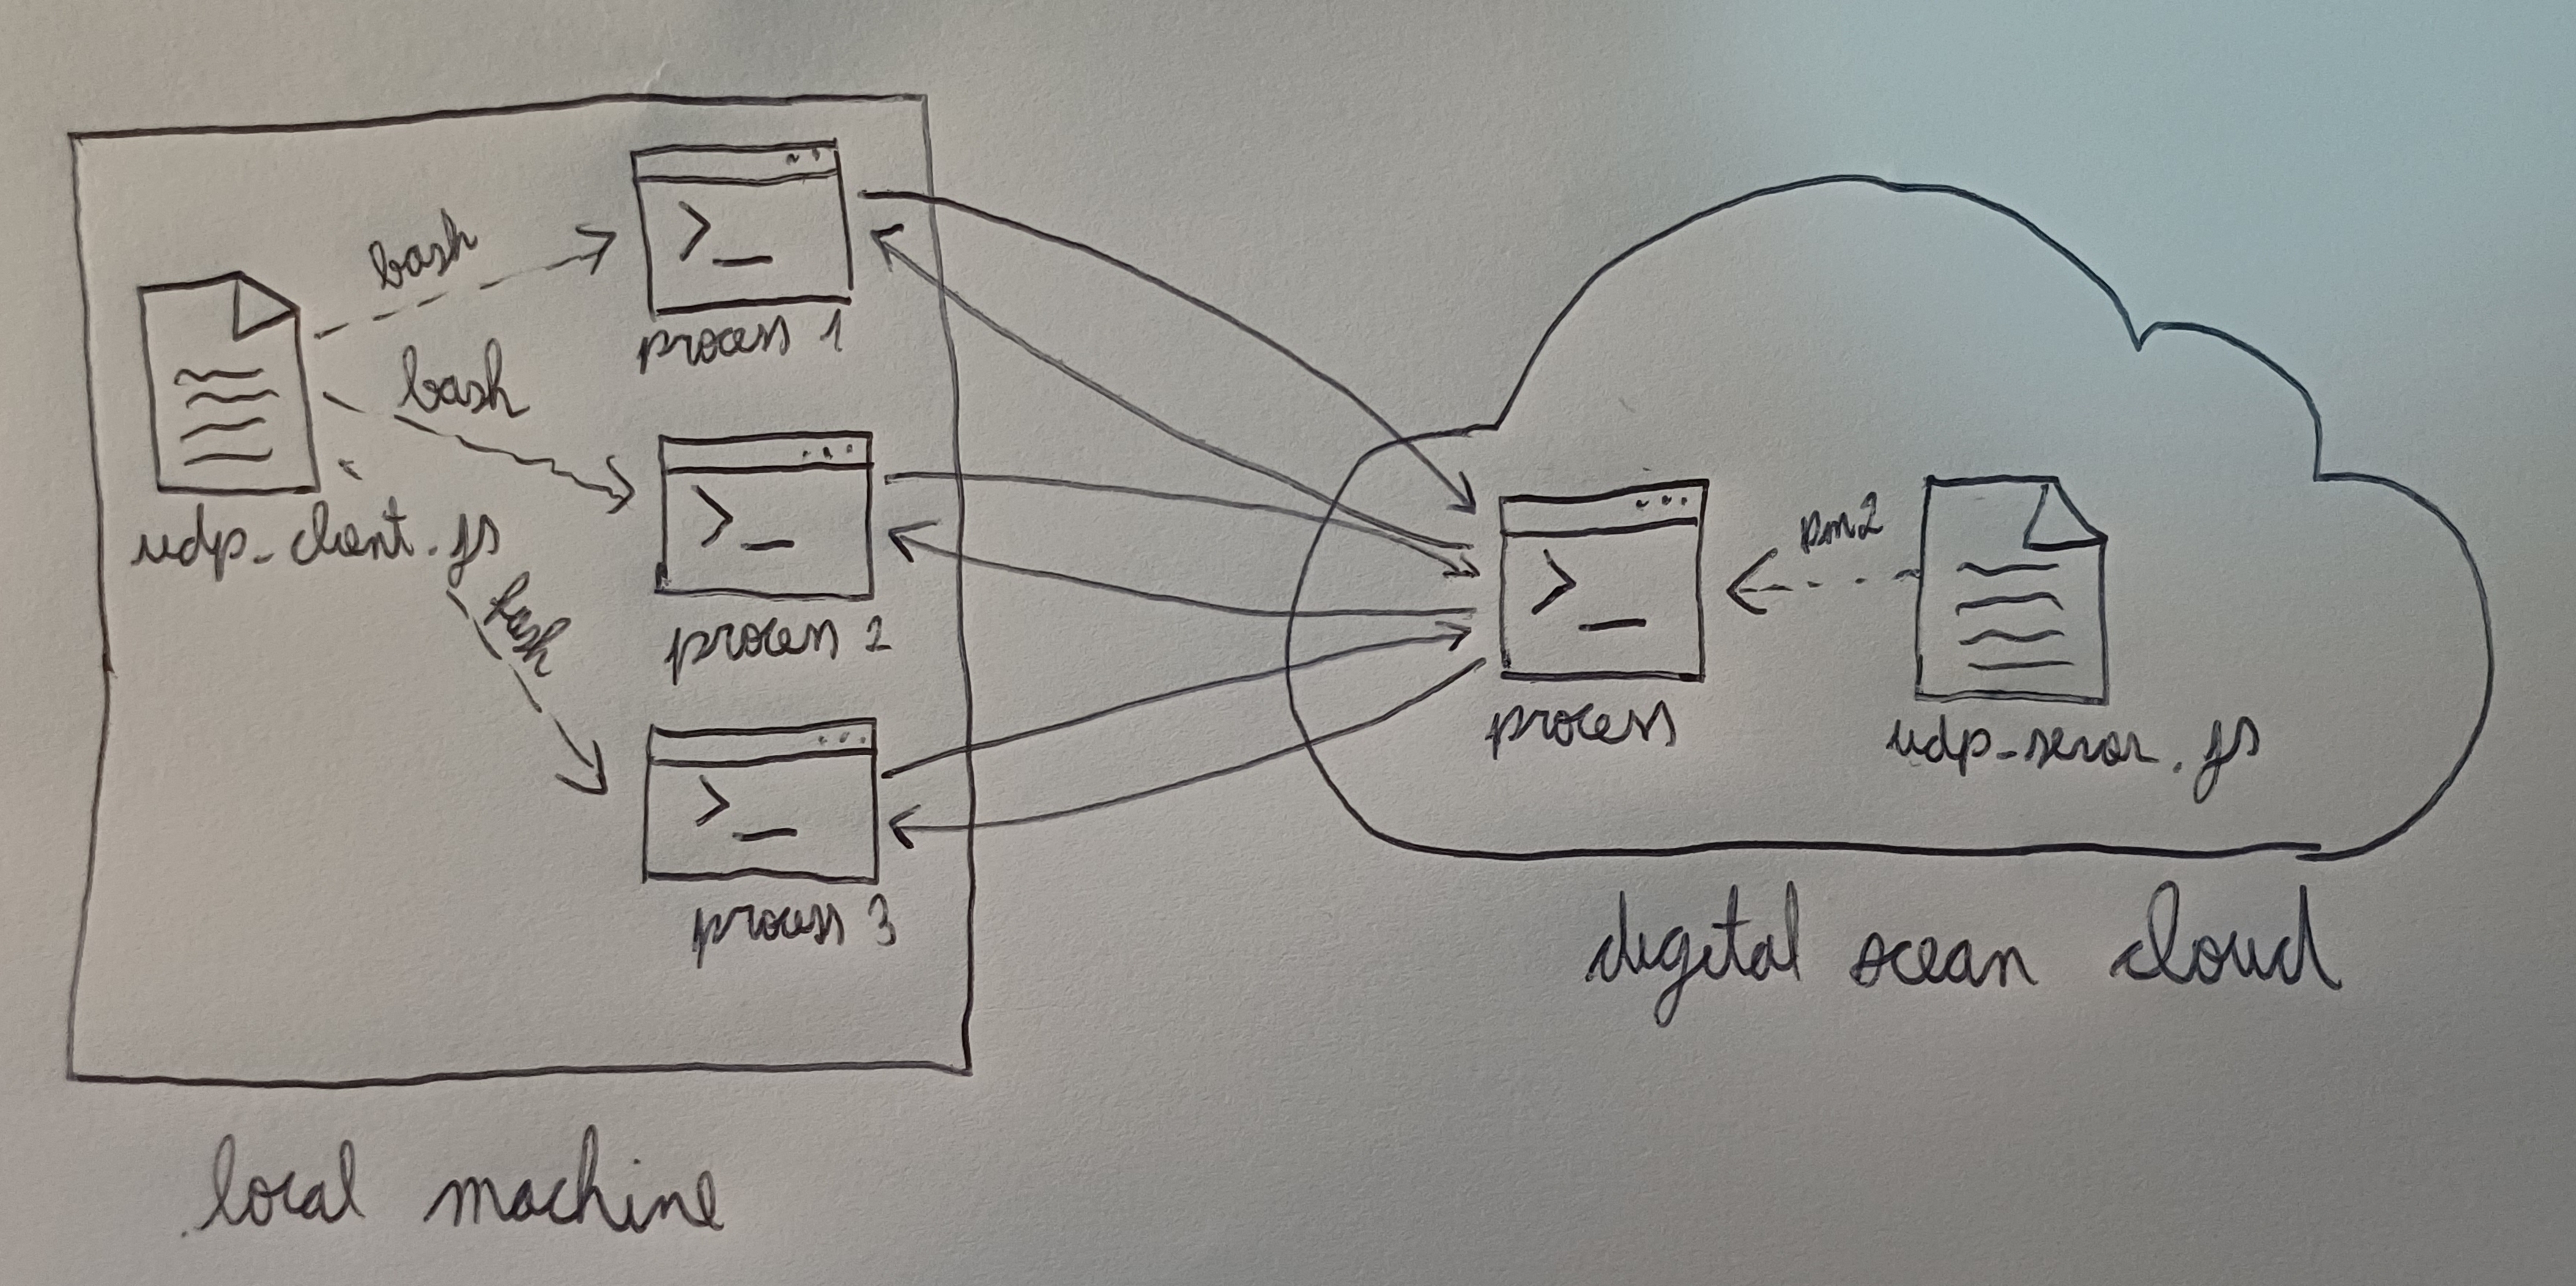 bash
process 1
bash
udp_client.js
bash
process 2
process 3
local machine
pm2
process
udp_server.js
digital ocean cloud